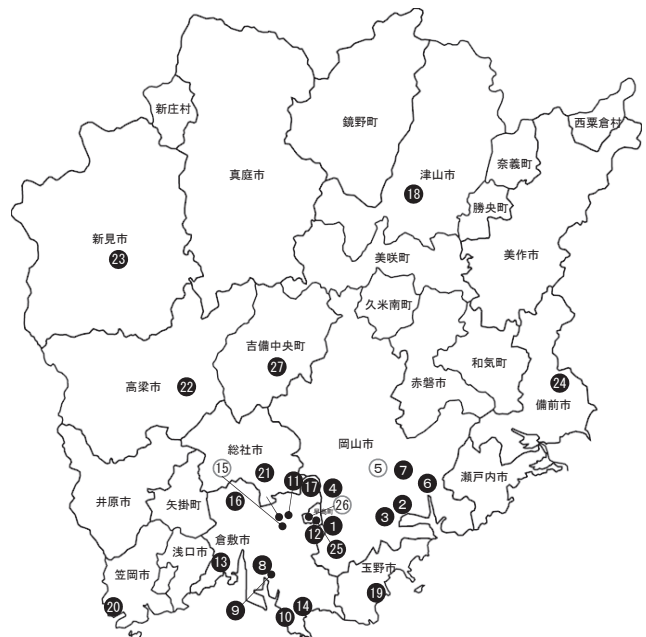 新庄村
鏡野町
西粟倉村
真庭市
津山市
奈義町
18
勝央町
新見市
23
美咲町
美作市
久米南町
吉備中央町
27
和気町
高梁市
22
赤磐市
24
備前市
総社市
岡山市
15
21
11
17
4
5
7
6
瀬戸内市
井原市
矢掛町
16
26
2
3
1
12
25
浅口市
倉敷市
13
8
笠岡市
玉野市
20
9
10
14
19